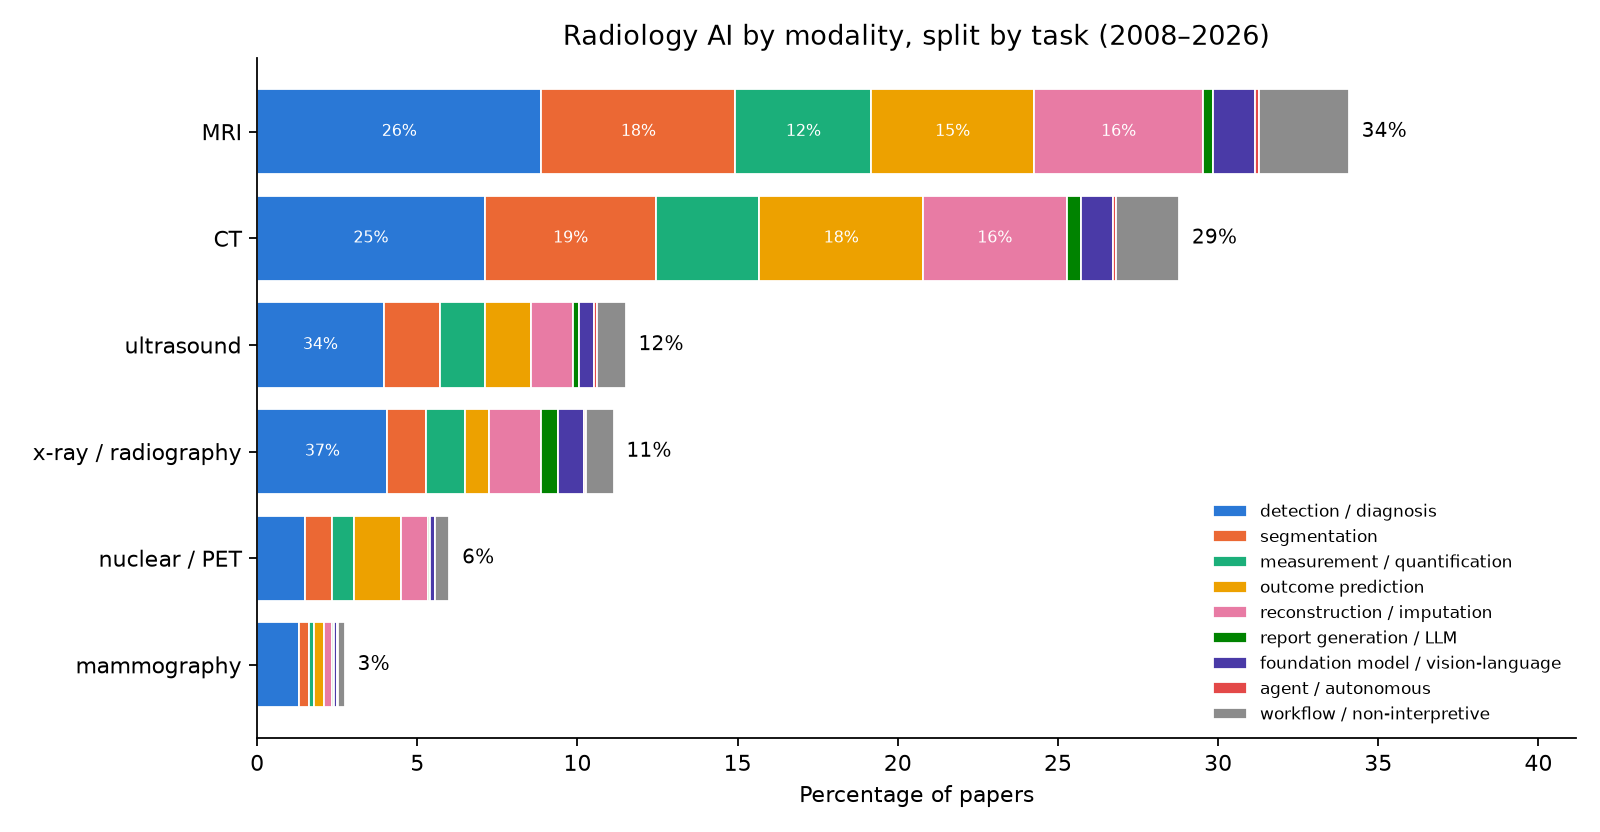 Radiology AI by modality, split by task (2008–2026)
MRI 26% 18% 12% 15% 16% 34%
CT 25% 19% 18% 16% 29%
ultrasound 34% 12%
x-ray / radiography 37% 11%
nuclear / PET 6%
mammography 3%
detection / diagnosis
segmentation
measurement / quantification
outcome prediction
reconstruction / imputation
report generation / LLM
foundation model / vision-language
agent / autonomous
workflow / non-interpretive
0 5 10 15 20 25 30 35 40
Percentage of papers